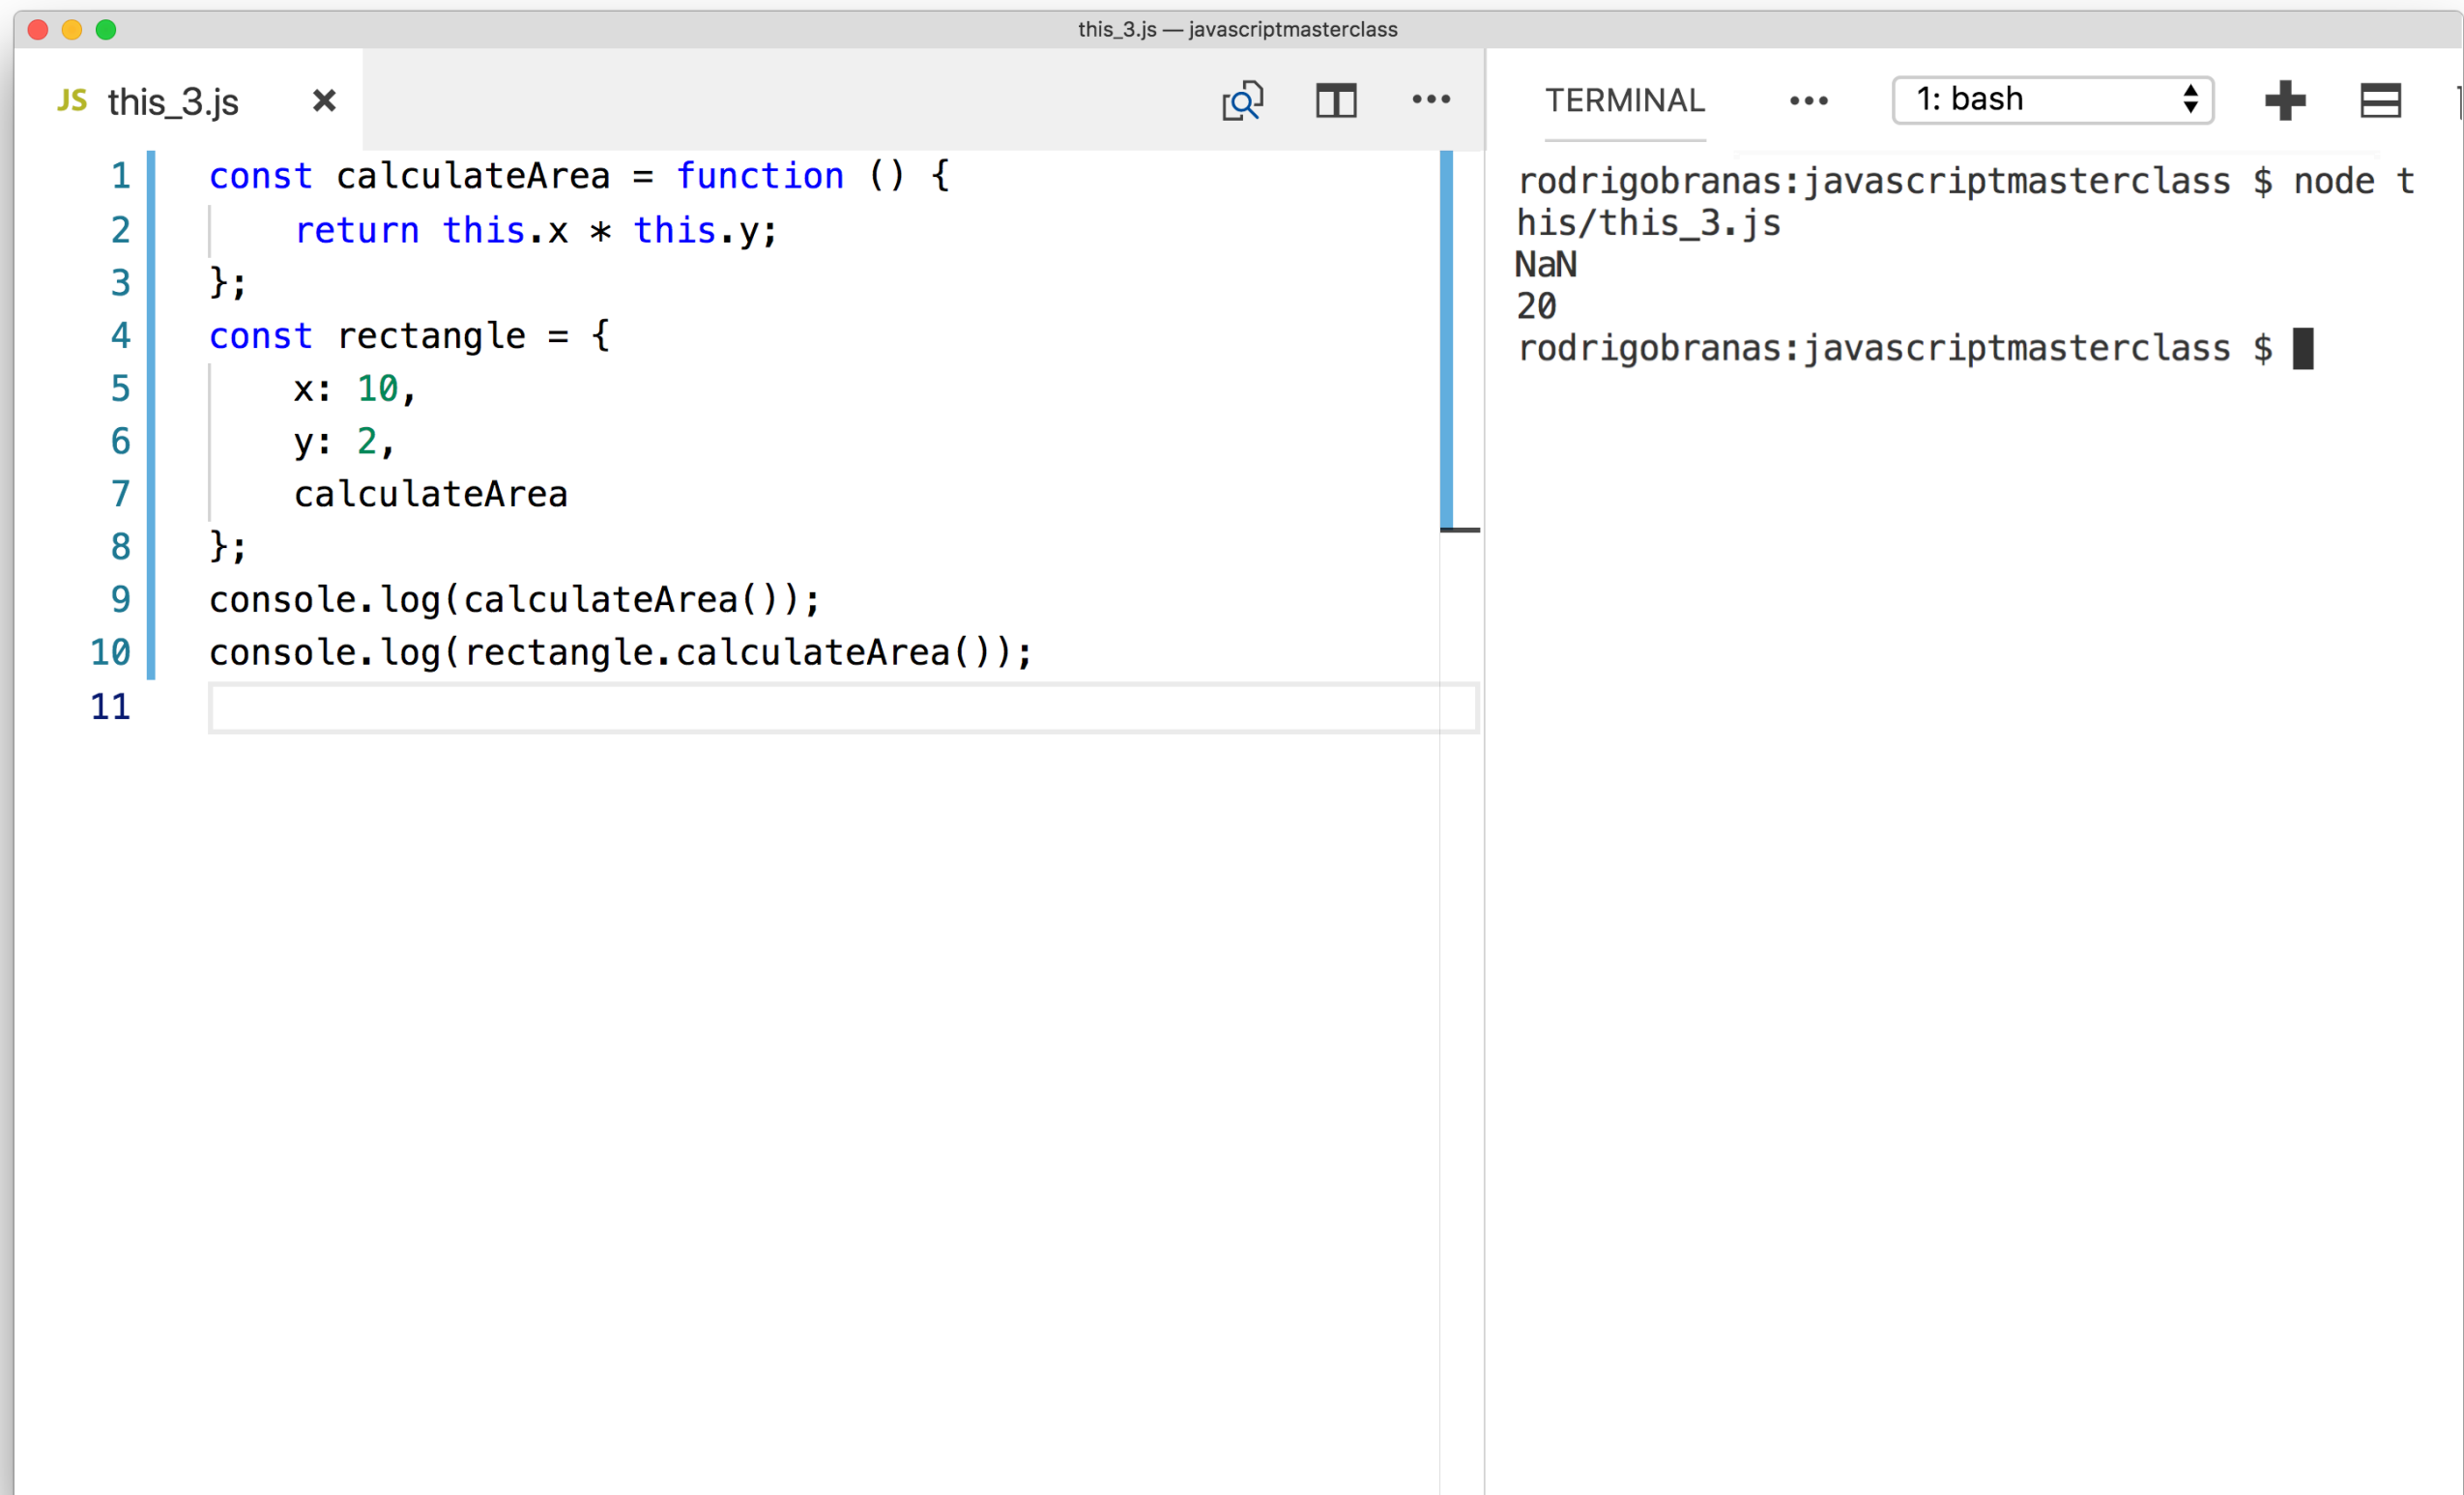 this_3.js — javascriptmasterclass
JS this_3.js
TERMINAL
1: bash
1 const calculateArea = function () {
2 return this.x * this.y;
3 };
4 const rectangle = {
5 x: 10,
6 y: 2,
7 calculateArea
8 };
9 console.log(calculateArea());
10 console.log(rectangle.calculateArea());
11
rodrigobranas:javascriptmasterclass $ node t
his/this_3.js
NaN
20
rodrigobranas:javascriptmasterclass $